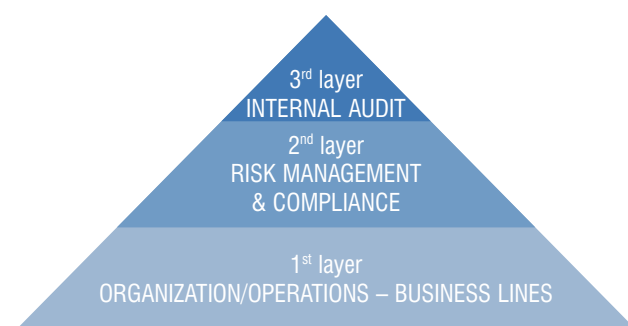 3rd layer
INTERNAL AUDIT
2nd layer
RISK MANAGEMENT
& COMPLIANCE
1st layer
ORGANIZATION/OPERATIONS – BUSINESS LINES